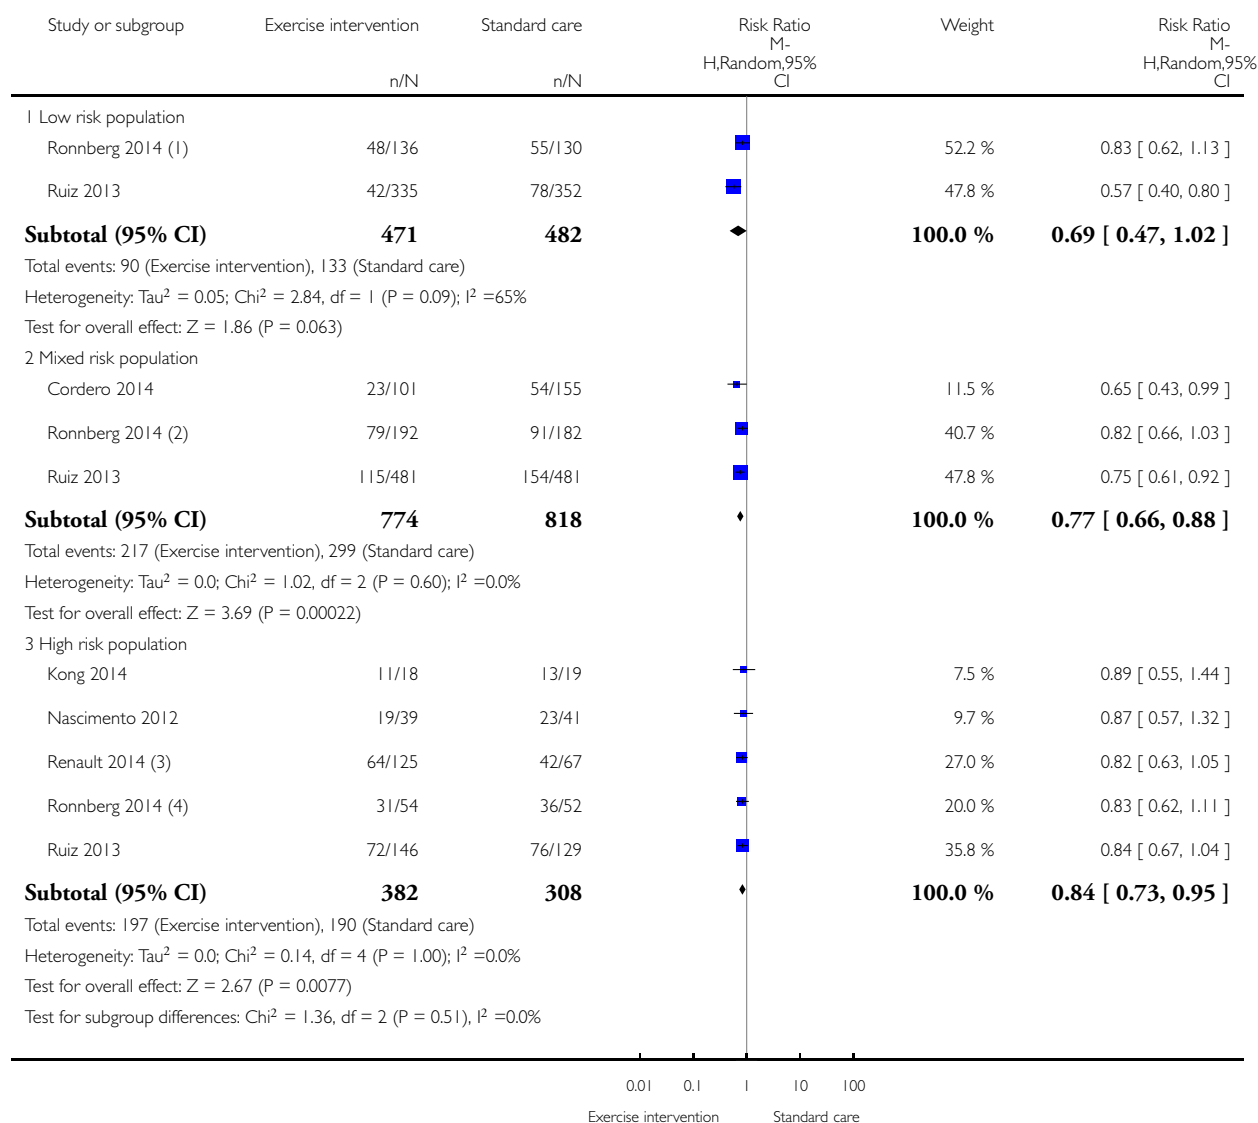 Study or subgroup Exercise intervention Standard care Risk Ratio Weight Risk Ratio
M- M-
H,Random,95% H,Random,95%
n/N n/N CI CI
1 Low risk population
Ronnberg 2014 (1) 48/136 55/130 52.2 % 0.83 [ 0.62, 1.13 ]
Ruiz 2013 42/335 78/352 47.8 % 0.57 [ 0.40, 0.80 ]
Subtotal (95% CI) 471 482 100.0 % 0.69 [ 0.47, 1.02 ]
Total events: 90 (Exercise intervention), 133 (Standard care)
Heterogeneity: Tau² = 0.05; Chi² = 2.84, df = 1 (P = 0.09); I² =65%
Test for overall effect: Z = 1.86 (P = 0.063)
2 Mixed risk population
Cordero 2014 23/101 54/155 11.5 % 0.65 [ 0.43, 0.99 ]
Ronnberg 2014 (2) 79/192 91/182 40.7 % 0.82 [ 0.66, 1.03 ]
Ruiz 2013 115/481 154/481 47.8 % 0.75 [ 0.61, 0.92 ]
Subtotal (95% CI) 774 818 100.0 % 0.77 [ 0.66, 0.88 ]
Total events: 217 (Exercise intervention), 299 (Standard care)
Heterogeneity: Tau² = 0.0; Chi² = 1.02, df = 2 (P = 0.60); I² =0.0%
Test for overall effect: Z = 3.69 (P = 0.00022)
3 High risk population
Kong 2014 11/18 13/19 7.5 % 0.89 [ 0.55, 1.44 ]
Nascimento 2012 19/39 23/41 9.7 % 0.87 [ 0.57, 1.32 ]
Renault 2014 (3) 64/125 42/67 27.0 % 0.82 [ 0.63, 1.05 ]
Ronnberg 2014 (4) 31/54 36/52 20.0 % 0.83 [ 0.62, 1.11 ]
Ruiz 2013 72/146 76/129 35.8 % 0.84 [ 0.67, 1.04 ]
Subtotal (95% CI) 382 308 100.0 % 0.84 [ 0.73, 0.95 ]
Total events: 197 (Exercise intervention), 190 (Standard care)
Heterogeneity: Tau² = 0.0; Chi² = 0.14, df = 4 (P = 1.00); I² =0.0%
Test for overall effect: Z = 2.67 (P = 0.0077)
Test for subgroup differences: Chi² = 1.36, df = 2 (P = 0.51), I² =0.0%
0.01 0.1 1 10 100
Exercise intervention Standard care